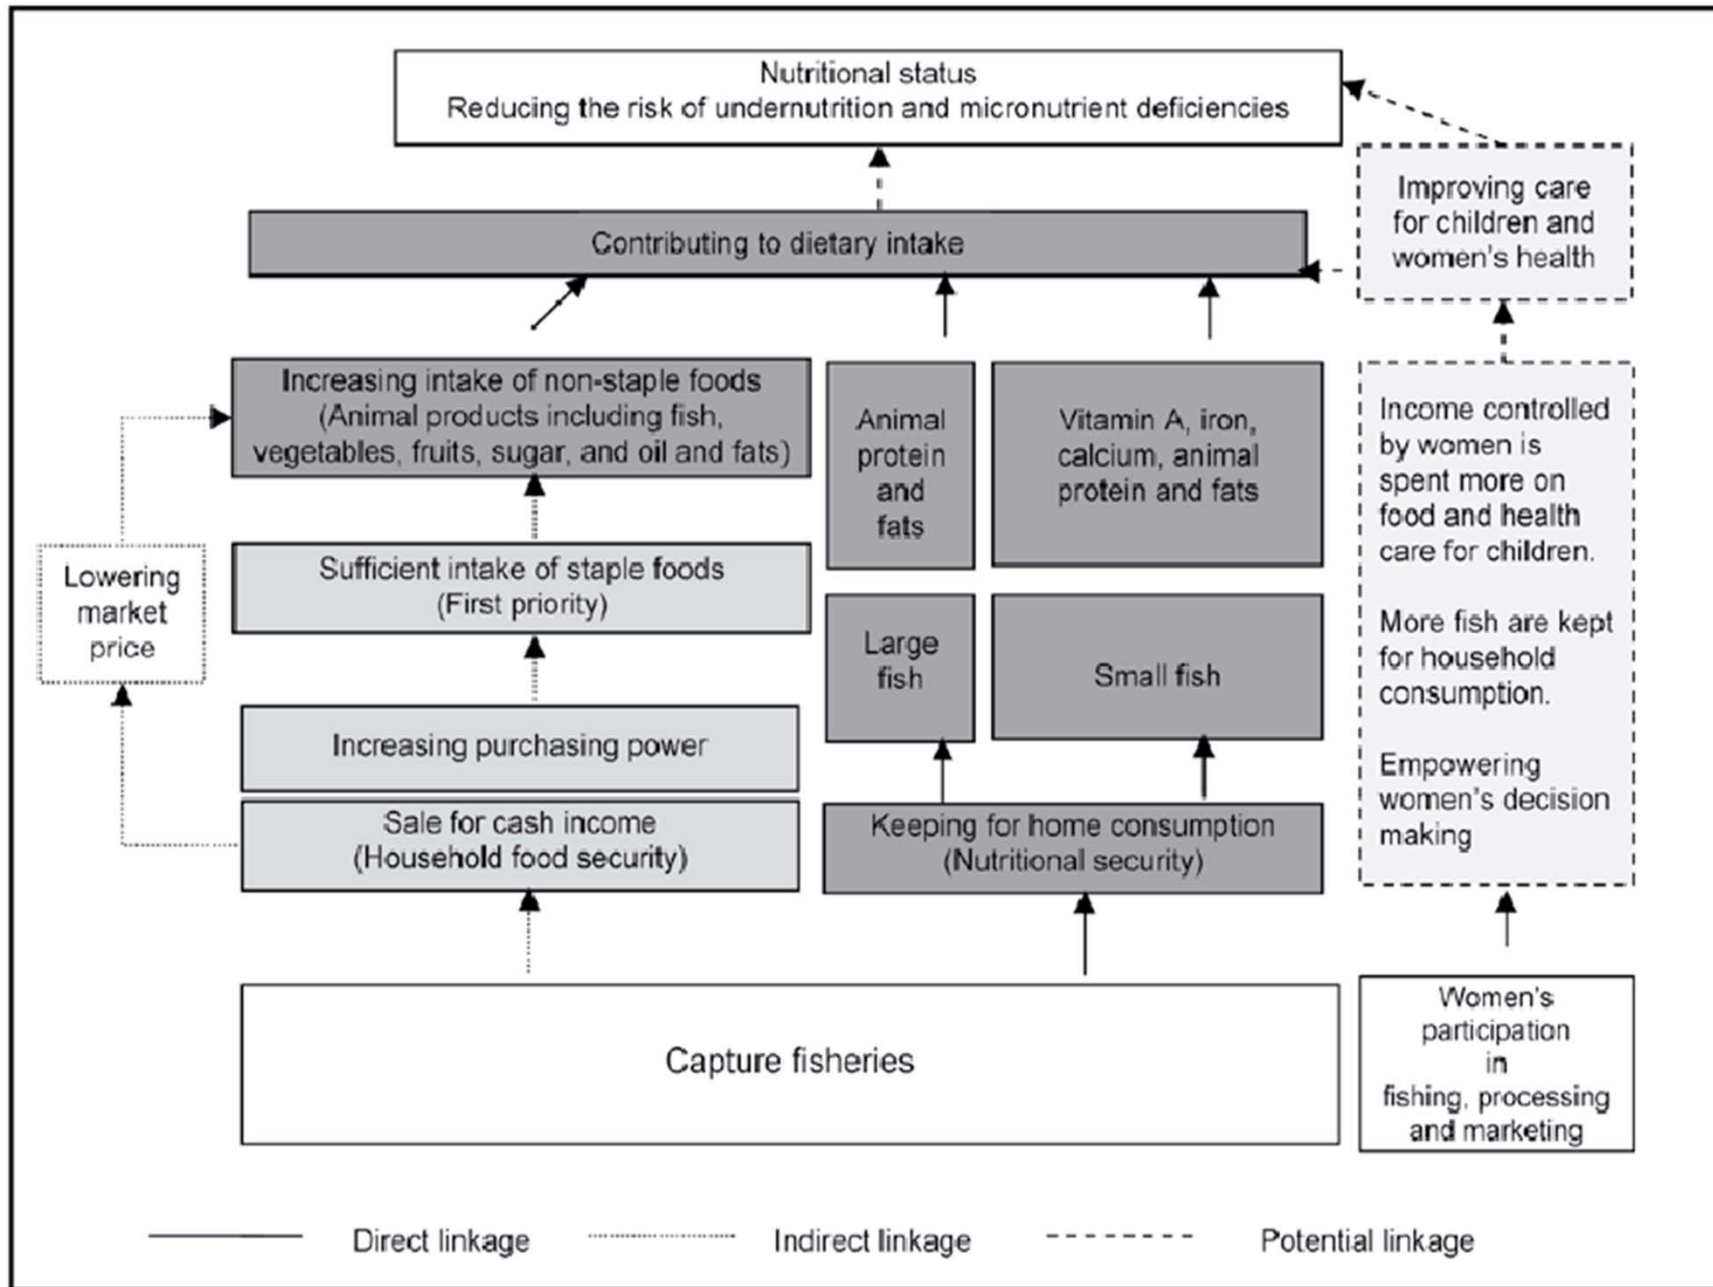 Nutritional status
Reducing the risk of undernutrition and micronutrient deficiencies
Improving care
for children and
women's health
Contributing to dietary intake
Increasing intake of non-staple foods
(Animal products including fish,
vegetables, fruits, sugar, and oil and fats)
Animal
protein
and
fats
Vitamin A, iron,
calcium, animal
protein and fats
Income controlled
by women is
spent more on
food and health
care for children.
More fish are kept
for household
consumption.
Empowering
women's decision
making
Lowering
market
price
Sufficient intake of staple foods
(First priority)
Large
fish
Small fish
Increasing purchasing power
Sale for cash income
(Household food security)
Keeping for home consumption
(Nutritional security)
Capture fisheries
Women's
participation
in
fishing, processing
and marketing
Direct linkage
Indirect linkage
Potential linkage